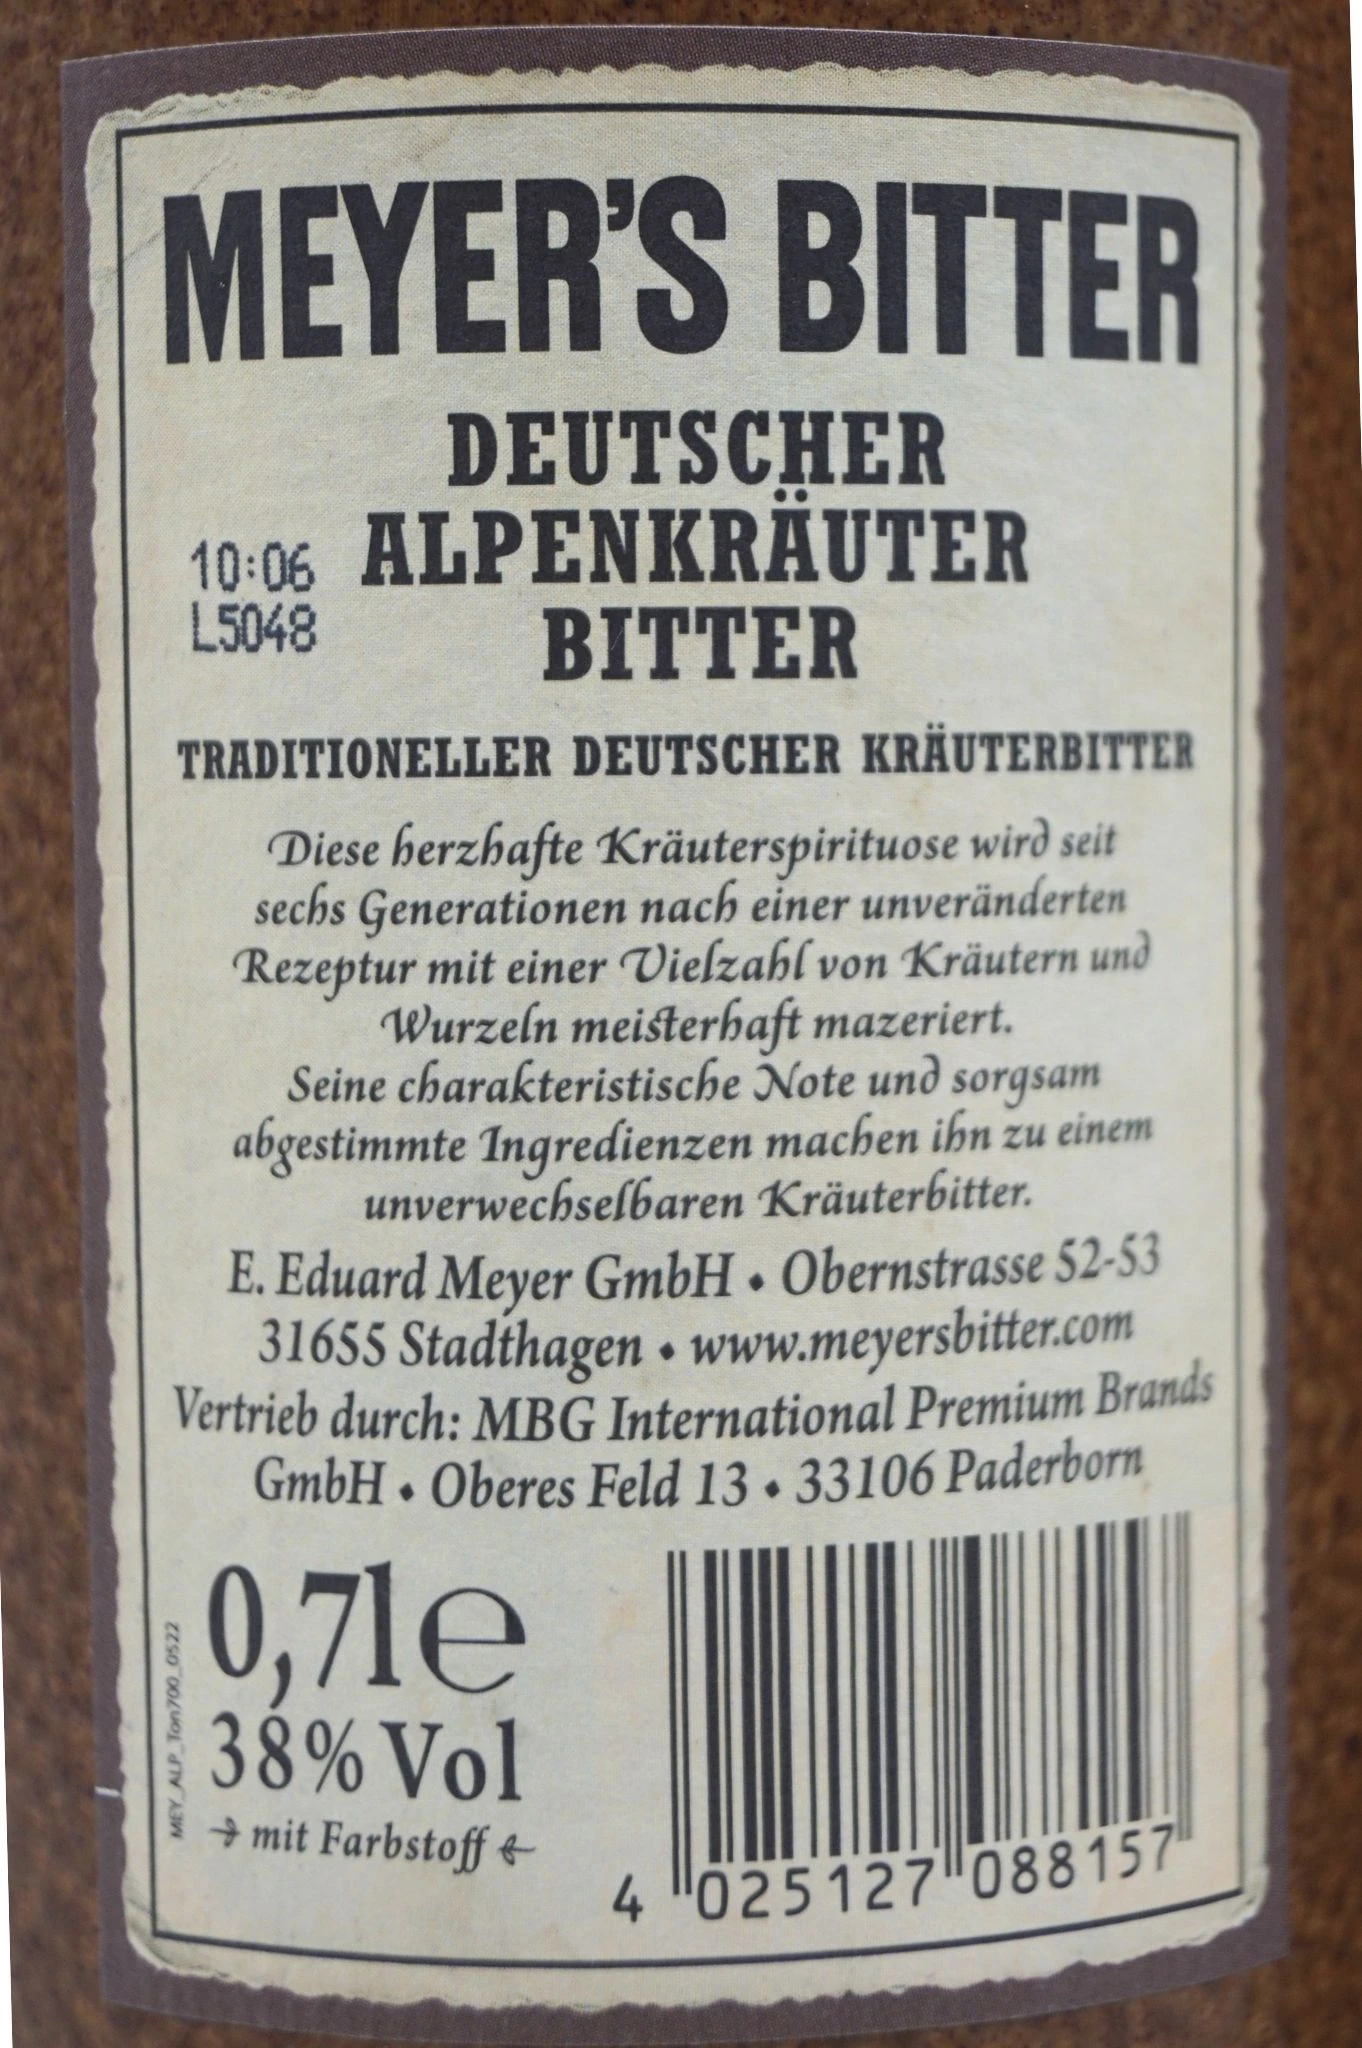 MEYER'S BITTER
DEUTSCHER
ALPENKRÄUTER
BITTER
10:06
L5048
TRADITIONELLER DEUTSCHER KRÄUTERBITTER
Diese herzhafte Kräuterspirituose wird seit
sechs Generationen nach einer unveränderten
Rezeptur mit einer Vielzahl von Kräutern und
Wurzeln meisterhaft mazeriert.
Seine charakteristische Note und sorgsam
abgestimmte Ingredienzen machen ihn zu einem
unverwechselbaren Kräuterbitter.
E. Eduard Meyer GmbH • Obernstrasse 52-53
31655 Stadthagen • www.meyersbitter.com
Vertrieb durch: MBG International Premium Brands
GmbH • Oberes Feld 13 • 33106 Paderborn
0,7l e
38% Vol
mit Farbstoff
MEY_ALP_Ton700_0522
4 025127 088157